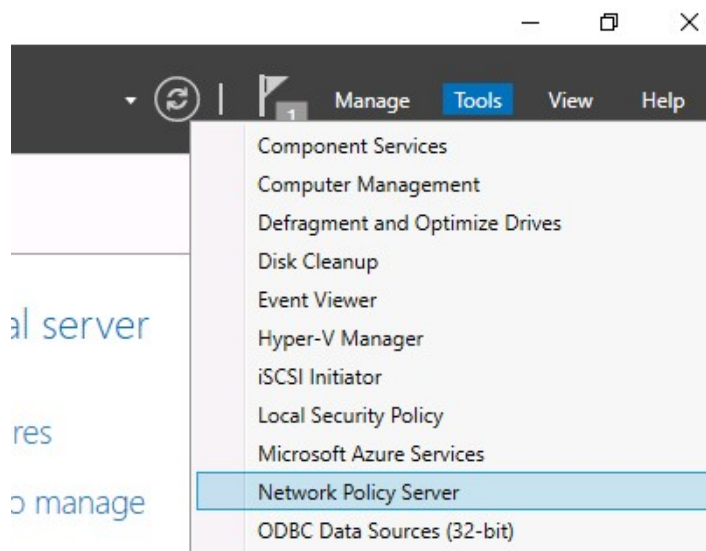 1
Manage Tools View Help
Component Services
Computer Management
Defragment and Optimize Drives
Disk Cleanup
Event Viewer
al server
Hyper-V Manager
iSCSI Initiator
Local Security Policy
res
Microsoft Azure Services
Network Policy Server
o manage
ODBC Data Sources (32-bit)